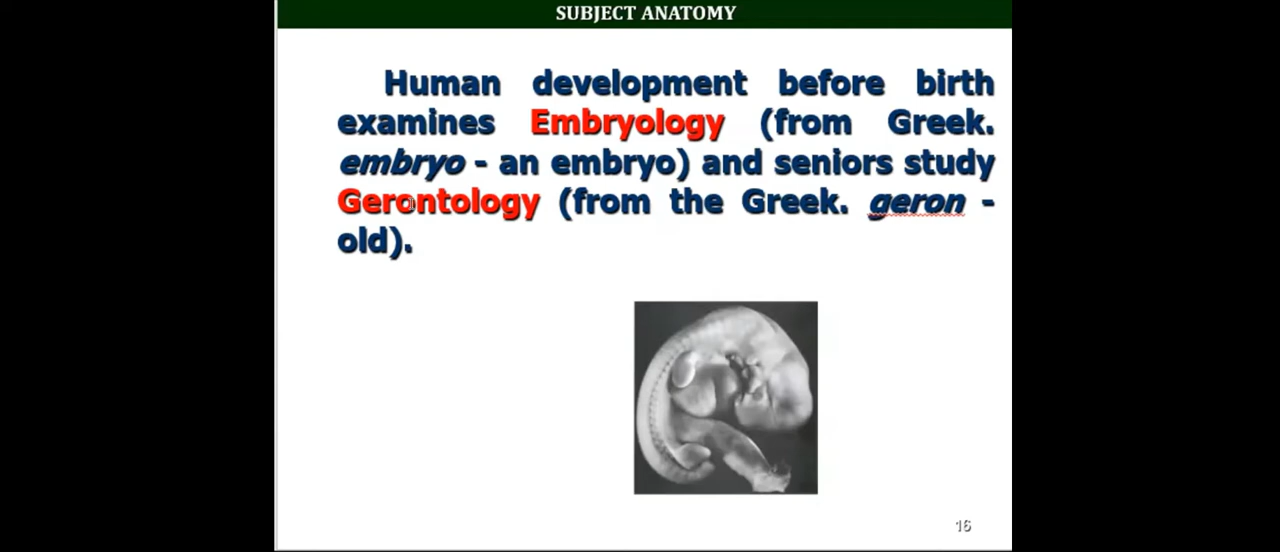 SUBJECT ANATOMY
Human development before birth
examines Embryology (from Greek.
embryo - an embryo) and seniors study
Gerontology (from the Greek. geron -
old).
16